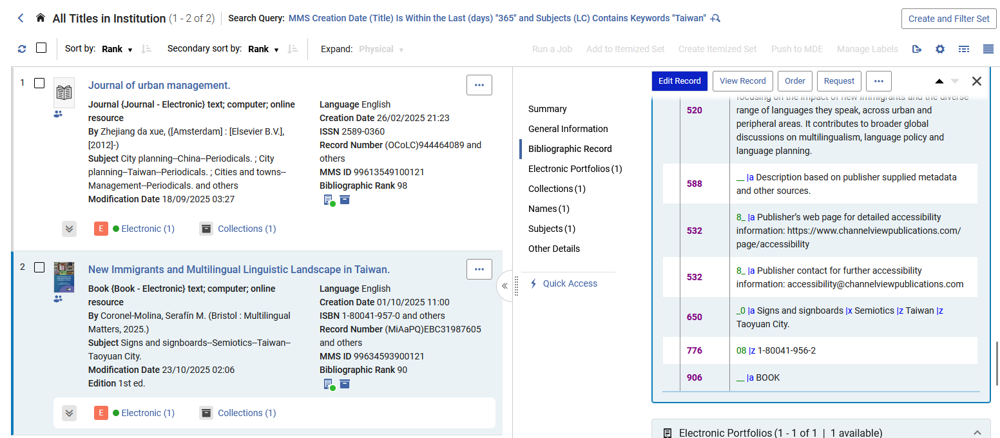 All Titles in Institution (1 - 2 of 2) Search Query: MMS Creation Date (Title) Is Within the Last (days) "365" and Subjects (LC) Contains Keywords "Taiwan"
Create and Filter Set
Sort by: Rank Secondary sort by: Rank Expand: Physical
Run a Job Add to Itemized Set Create Itemized Set Push to MDE Manage Labels
1
Journal of urban management.
Journal {Journal - Electronic} text; computer; online
resource
By Zhejiang da xue, ([Amsterdam] : [Elsevier B.V.],
[2012]-)
Subject City planning--China--Periodicals. ; City
planning--Taiwan--Periodicals. ; Cities and towns--
Management--Periodicals. and others
Modification Date 18/09/2025 03:27
Language English
Creation Date 26/02/2025 21:23
ISSN 2589-0360
Record Number (OCoLC)944464089 and
others
MMS ID 99613549100121
Bibliographic Rank 98
E Electronic (1) Collections (1)
2
New Immigrants and Multilingual Linguistic Landscape in Taiwan.
Book {Book - Electronic} text; computer; online
resource
By Coronel-Molina, Serafín M. (Bristol : Multilingual
Matters, 2025.)
Subject Signs and signboards--Semiotics--Taiwan--
Taoyuan City.
Modification Date 23/10/2025 02:06
Edition 1st ed.
Language English
Creation Date 01/10/2025 11:00
ISBN 1-80041-957-0 and others
Record Number (MiAaPQ)EBC31987605
and others
MMS ID 99634593900121
Bibliographic Rank 90
E Electronic (1) Collections (1)
Summary
General Information
Bibliographic Record
Electronic Portfolios (1)
Collections (1)
Names (1)
Subjects (1)
Other Details
Quick Access
Edit Record View Record Order Request
520
focusing on the impact of new immigrants and the diverse
range of languages they speak, across urban and
peripheral areas. It contributes to broader global
discussions on multilingualism, language policy and
language planning.
588 __ |a Description based on publisher supplied metadata
and other sources.
532 8_ |a Publisher's web page for detailed accessibility
information: https://www.channelviewpublications.com/
page/accessibility
532 8_ |a Publisher contact for further accessibility
information: accessibility@channelviewpublications.com
650 _0 |a Signs and signboards |x Semiotics |z Taiwan |z
Taoyuan City.
776 08 |z 1-80041-956-2
906 __ |a BOOK
Electronic Portfolios (1 - 1 of 1 | 1 available)